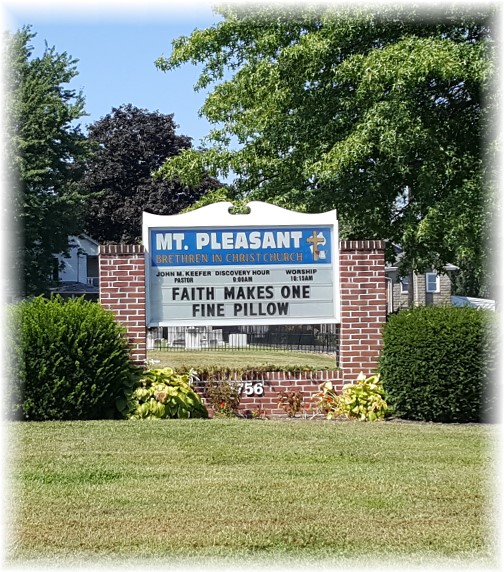 MT. PLEASANT
BRETHREN IN CHRIST CHURCH
JOHN M. KEEFER DISCOVERY HOUR WORSHIP
PASTOR 9:00AM 10:15AM
FAITH MAKES ONE
FINE PILLOW
756